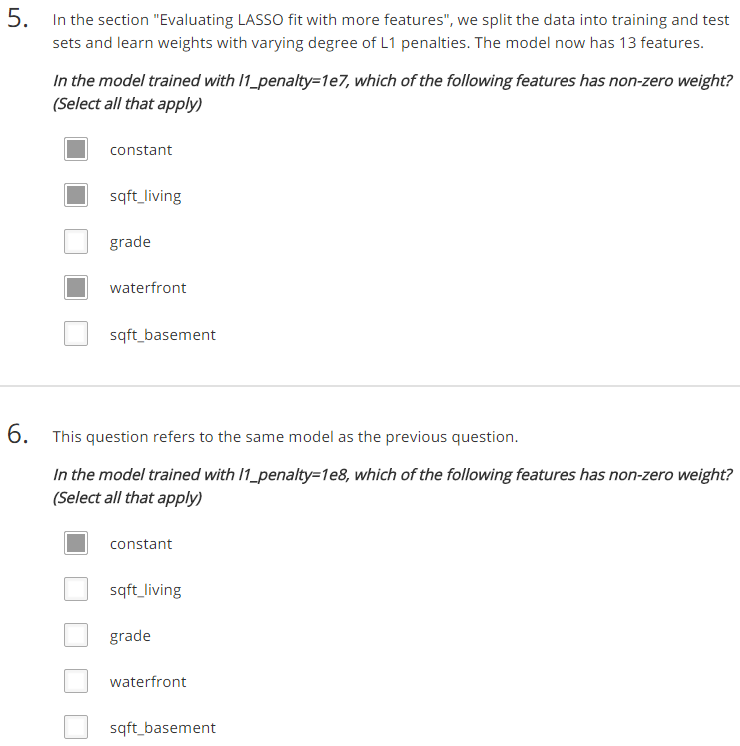 5. In the section "Evaluating LASSO fit with more features", we split the data into training and test
sets and learn weights with varying degree of L1 penalties. The model now has 13 features.
In the model trained with l1_penalty=1e7, which of the following features has non-zero weight?
(Select all that apply)
constant
sqft_living
grade
waterfront
sqft_basement
6. This question refers to the same model as the previous question.
In the model trained with l1_penalty=1e8, which of the following features has non-zero weight?
(Select all that apply)
constant
sqft_living
grade
waterfront
sqft_basement